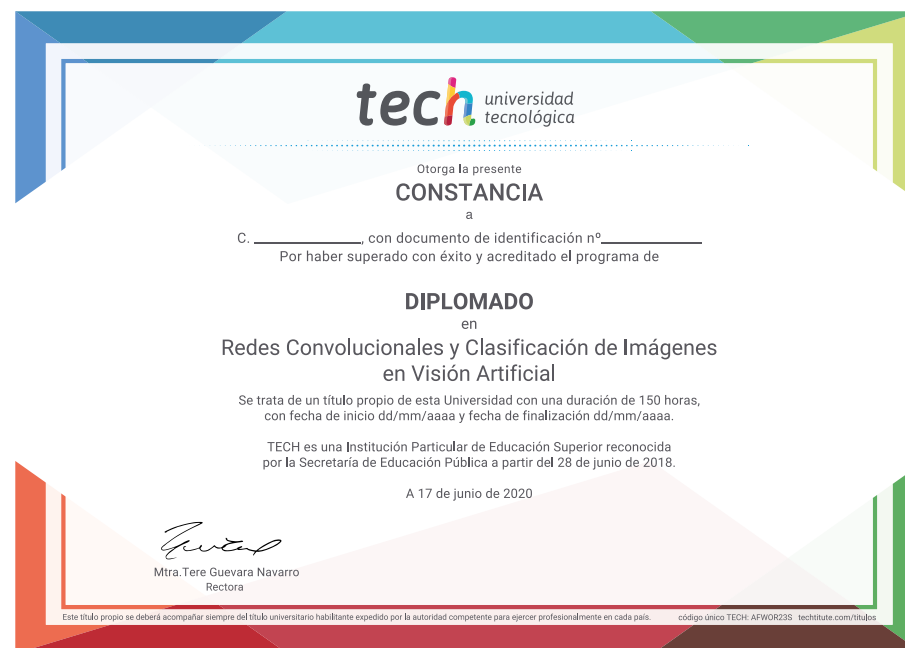 tech universidad
tecnológica
Otorga la presente
CONSTANCIA
a
C. ____________, con documento de identificación nº____________
Por haber superado con éxito y acreditado el programa de
DIPLOMADO
en
Redes Convolucionales y Clasificación de Imágenes
en Visión Artificial
Se trata de un título propio de esta Universidad con una duración de 150 horas,
con fecha de inicio dd/mm/aaaa y fecha de finalización dd/mm/aaaa.
TECH es una Institución Particular de Educación Superior reconocida
por la Secretaría de Educación Pública a partir del 28 de junio de 2018.
A 17 de junio de 2020
Mtra.Tere Guevara Navarro
Rectora
Este título propio se deberá acompañar siempre del título universitario habilitante expedido por la autoridad competente para ejercer profesionalmente en cada país. código único TECH: AFWOR23S techtitute.com/titulos